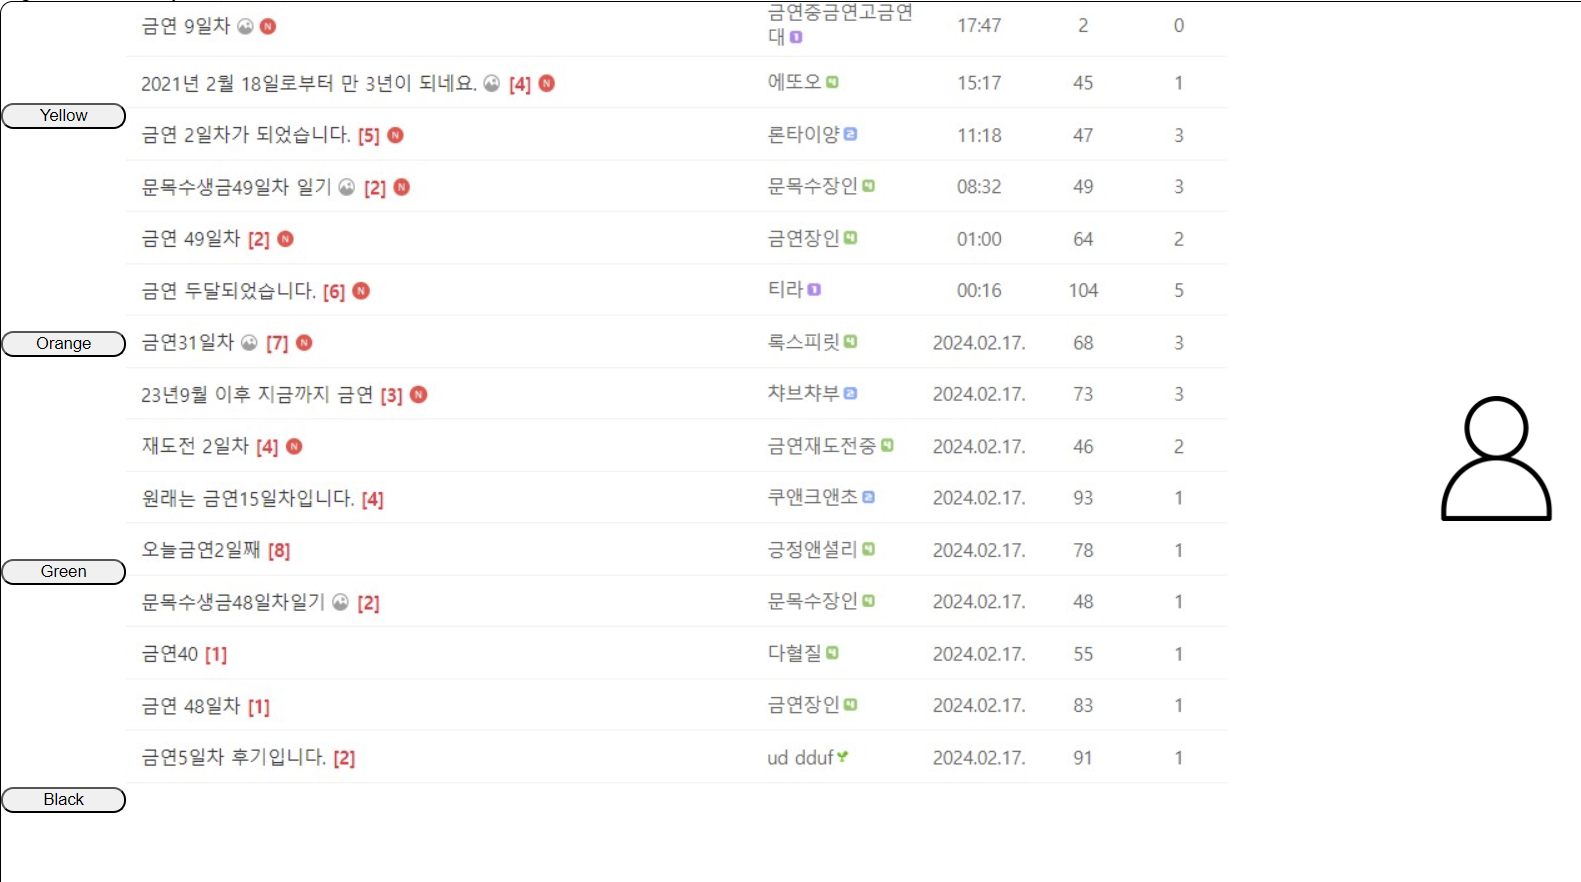 금연 9일차 N 금연중금연고금연대 1 17:47 2 0
2021년 2월 18일로부터 만 3년이 되네요. [4] N 에또오 4 15:17 45 1
Yellow
금연 2일차가 되었습니다. [5] N 론타이양 2 11:18 47 3
문목수생금49일차 일기 [2] N 문목수장인 4 08:32 49 3
금연 49일차 [2] N 금연장인 4 01:00 64 2
금연 두달되었습니다. [6] N 티라 1 00:16 104 5
Orange
금연31일차 [7] N 록스피릿 4 2024.02.17. 68 3
23년9월 이후 지금까지 금연 [3] N 챠브챠부 2 2024.02.17. 73 3
재도전 2일차 [4] N 금연재도전중 4 2024.02.17. 46 2
원래는 금연15일차입니다. [4] 쿠앤크앤초 2 2024.02.17. 93 1
오늘금연2일째 [8] 긍정앤셜리 4 2024.02.17. 78 1
Green
문목수생금48일차일기 [2] 문목수장인 4 2024.02.17. 48 1
금연40 [1] 다혈질 4 2024.02.17. 55 1
금연 48일차 [1] 금연장인 4 2024.02.17. 83 1
금연5일차 후기입니다. [2] ud dduf 2024.02.17. 91 1
Black